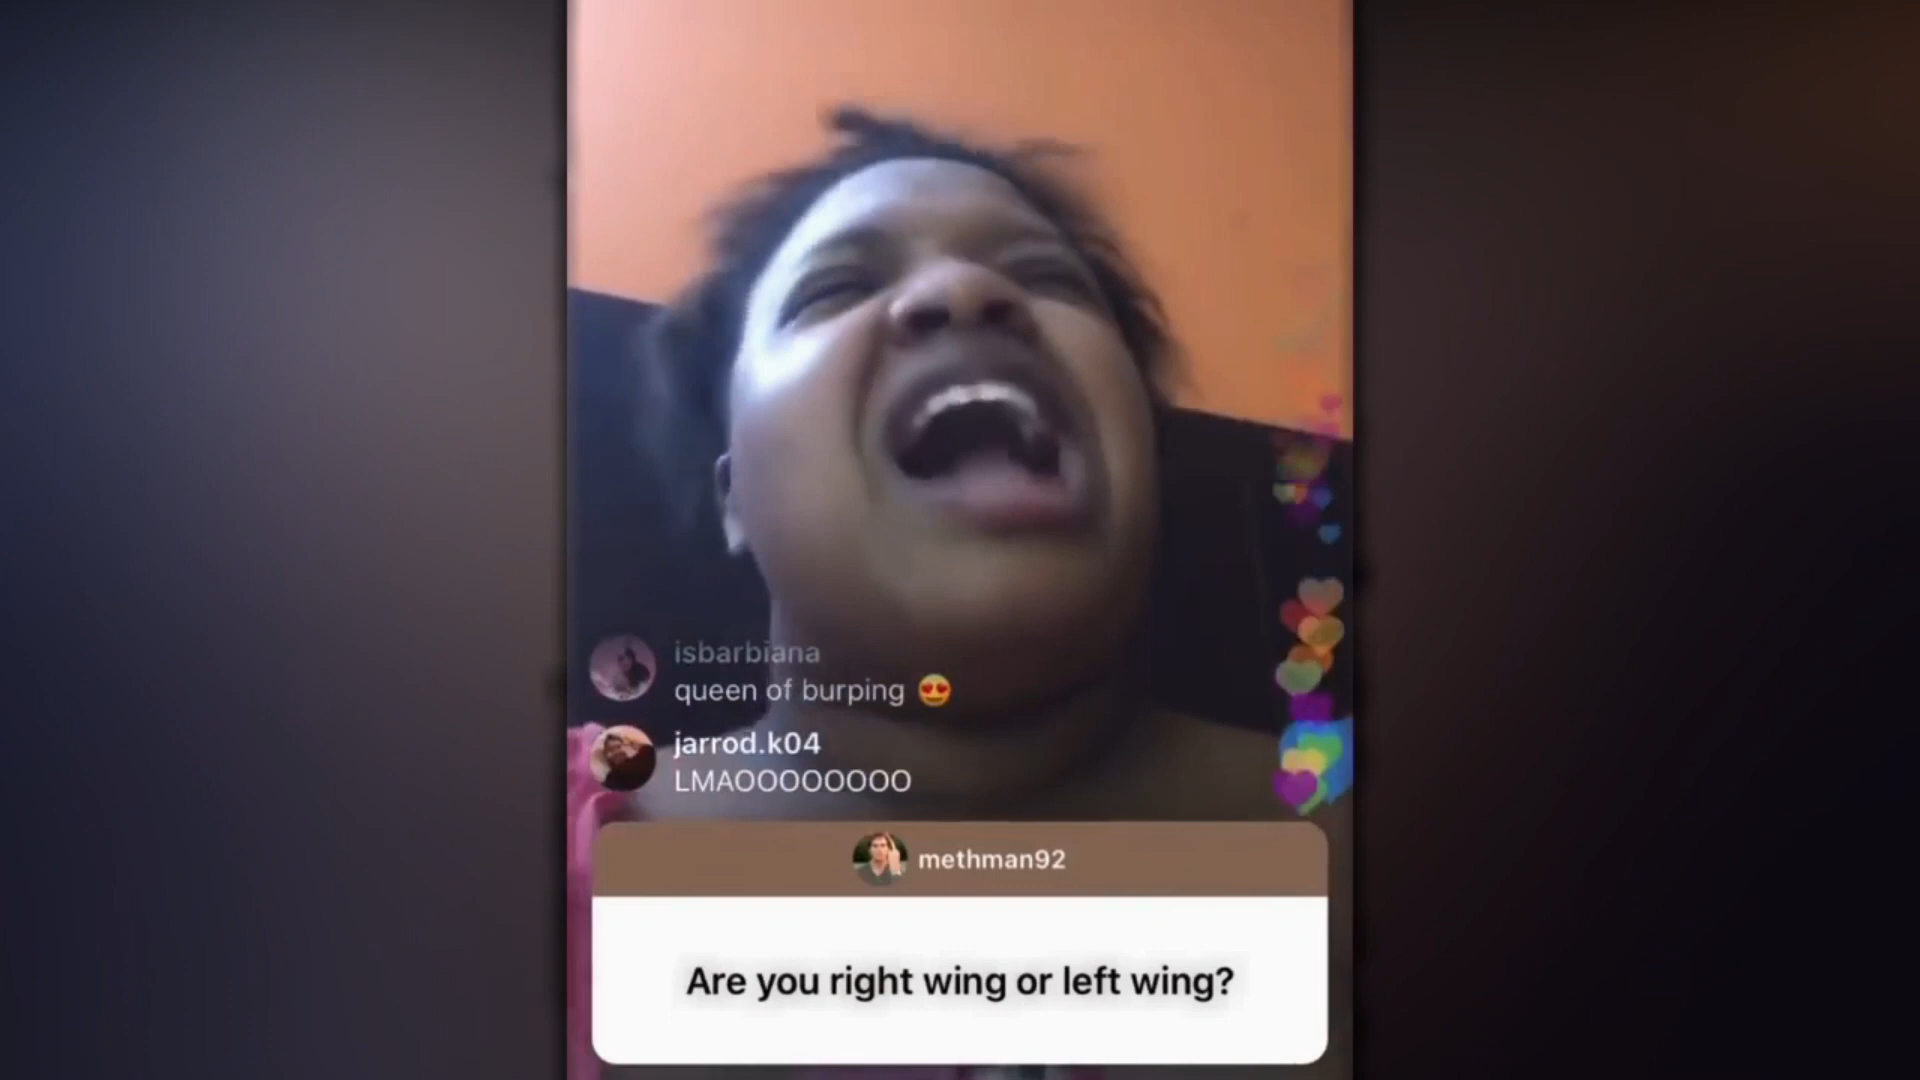 isbarbiana
queen of burping 😍
jarrod.k04
LMAOOOOOOOO
methman92
Are you right wing or left wing?